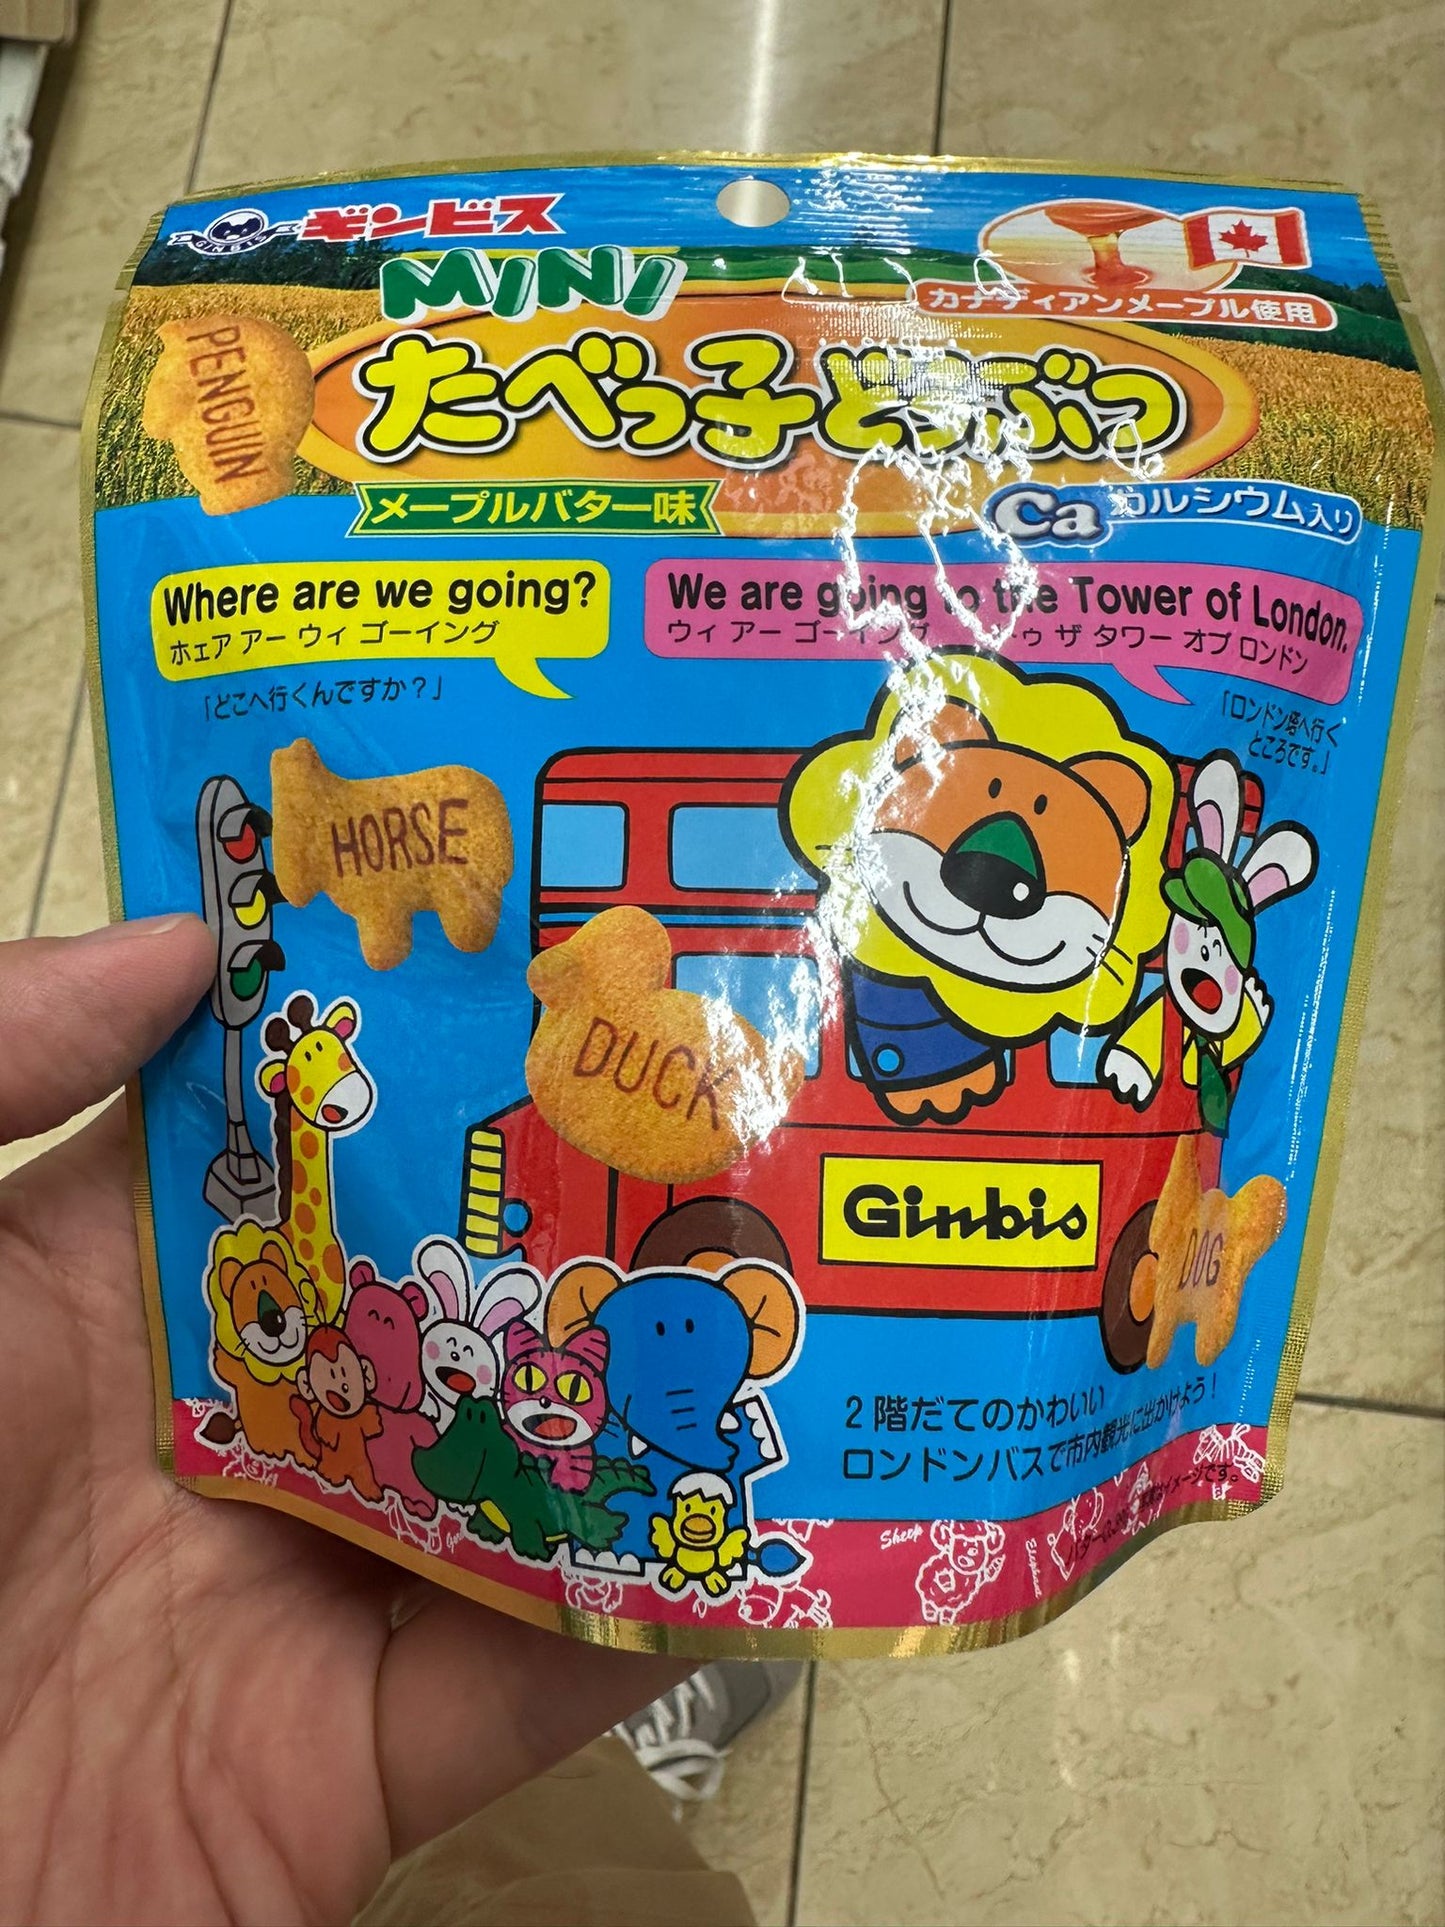 GINBIS
ギンビス
MINI
カナディアンメープル使用
たべっ子どうぶつ
PENGUIN
メープルバター味
Ca カルシウム入り
Where are we going?
ホェア アー ウィ ゴーイング
「どこへ行くんですか？」
We are going to the Tower of London.
ウィ アー ゴーイング トゥ ザ タワー オブ ロンドン
「ロンドン塔へ行く
ところです。」
HORSE
DUCK
Ginbis
DOG
2階だてのかわいい
ロンドンバスで市内観光に出かけよう！
Sheep
Elephant